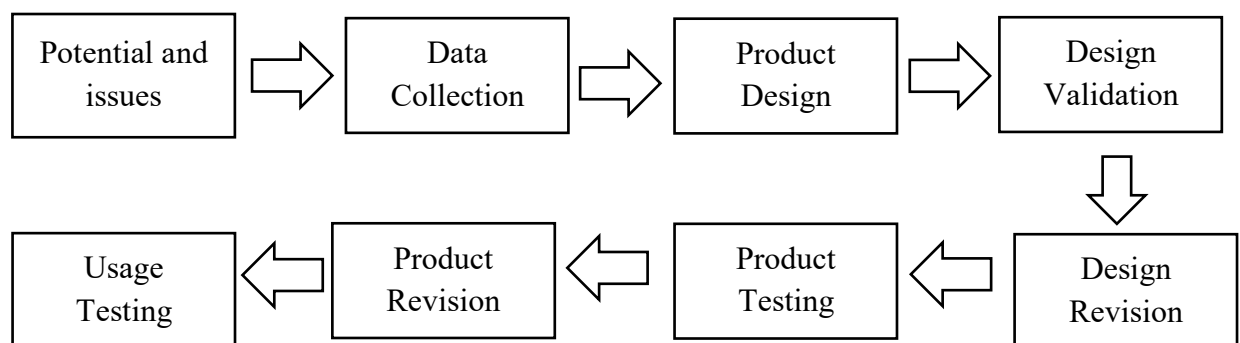 Potential and
issues
Data
Collection
Product
Design
Design
Validation
Design
Revision
Product
Testing
Product
Revision
Usage
Testing